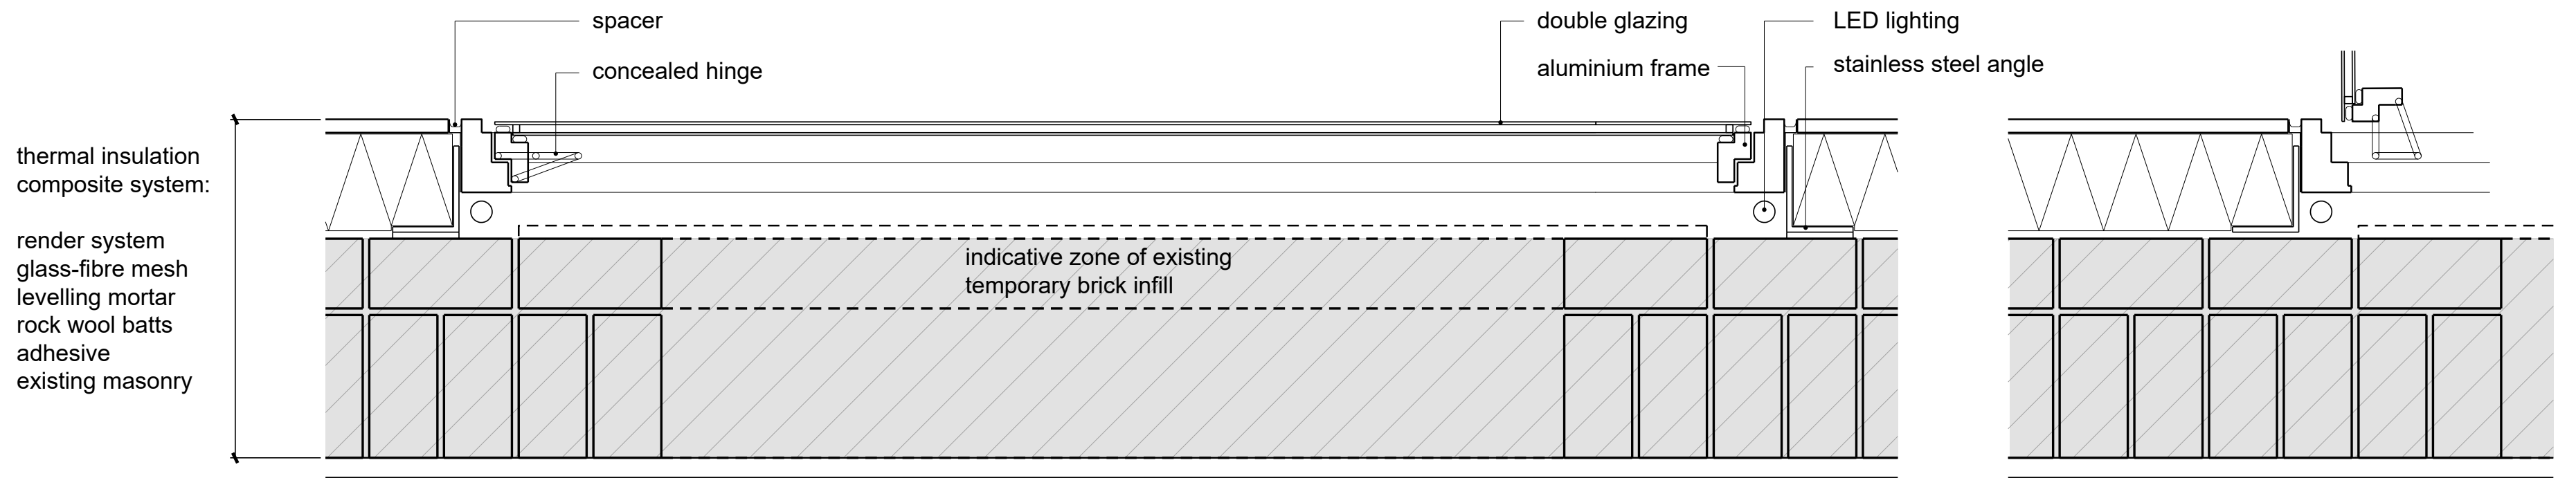 spacer
concealed hinge
double glazing
aluminium frame
LED lighting
stainless steel angle
thermal insulation
composite system:
render system
glass-fibre mesh
levelling mortar
rock wool batts
adhesive
existing masonry
indicative zone of existing
temporary brick infill